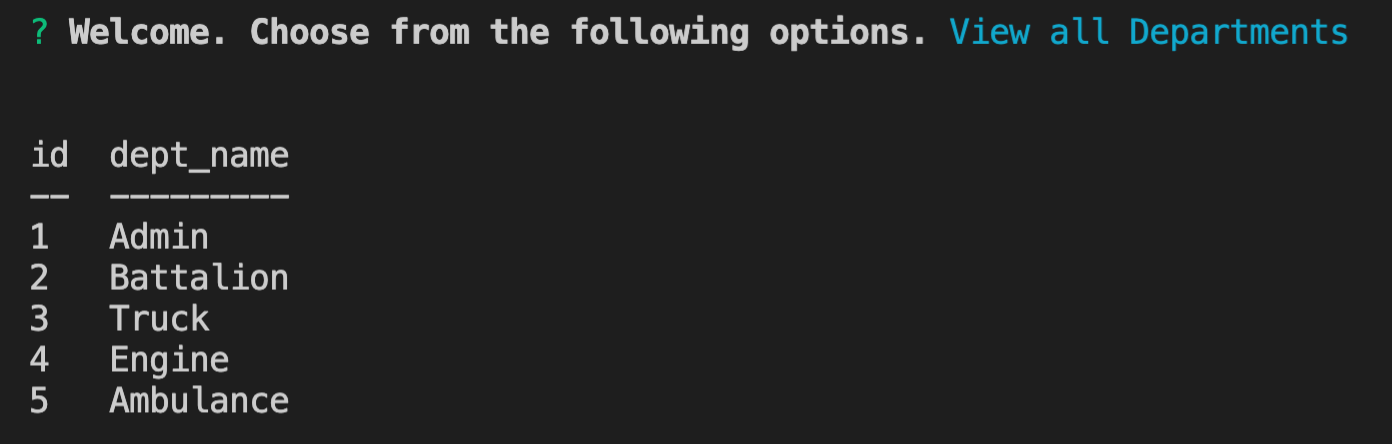 ? Welcome. Choose from the following options. View all Departments
id  dept_name
--  ---------
1   Admin
2   Battalion
3   Truck
4   Engine
5   Ambulance